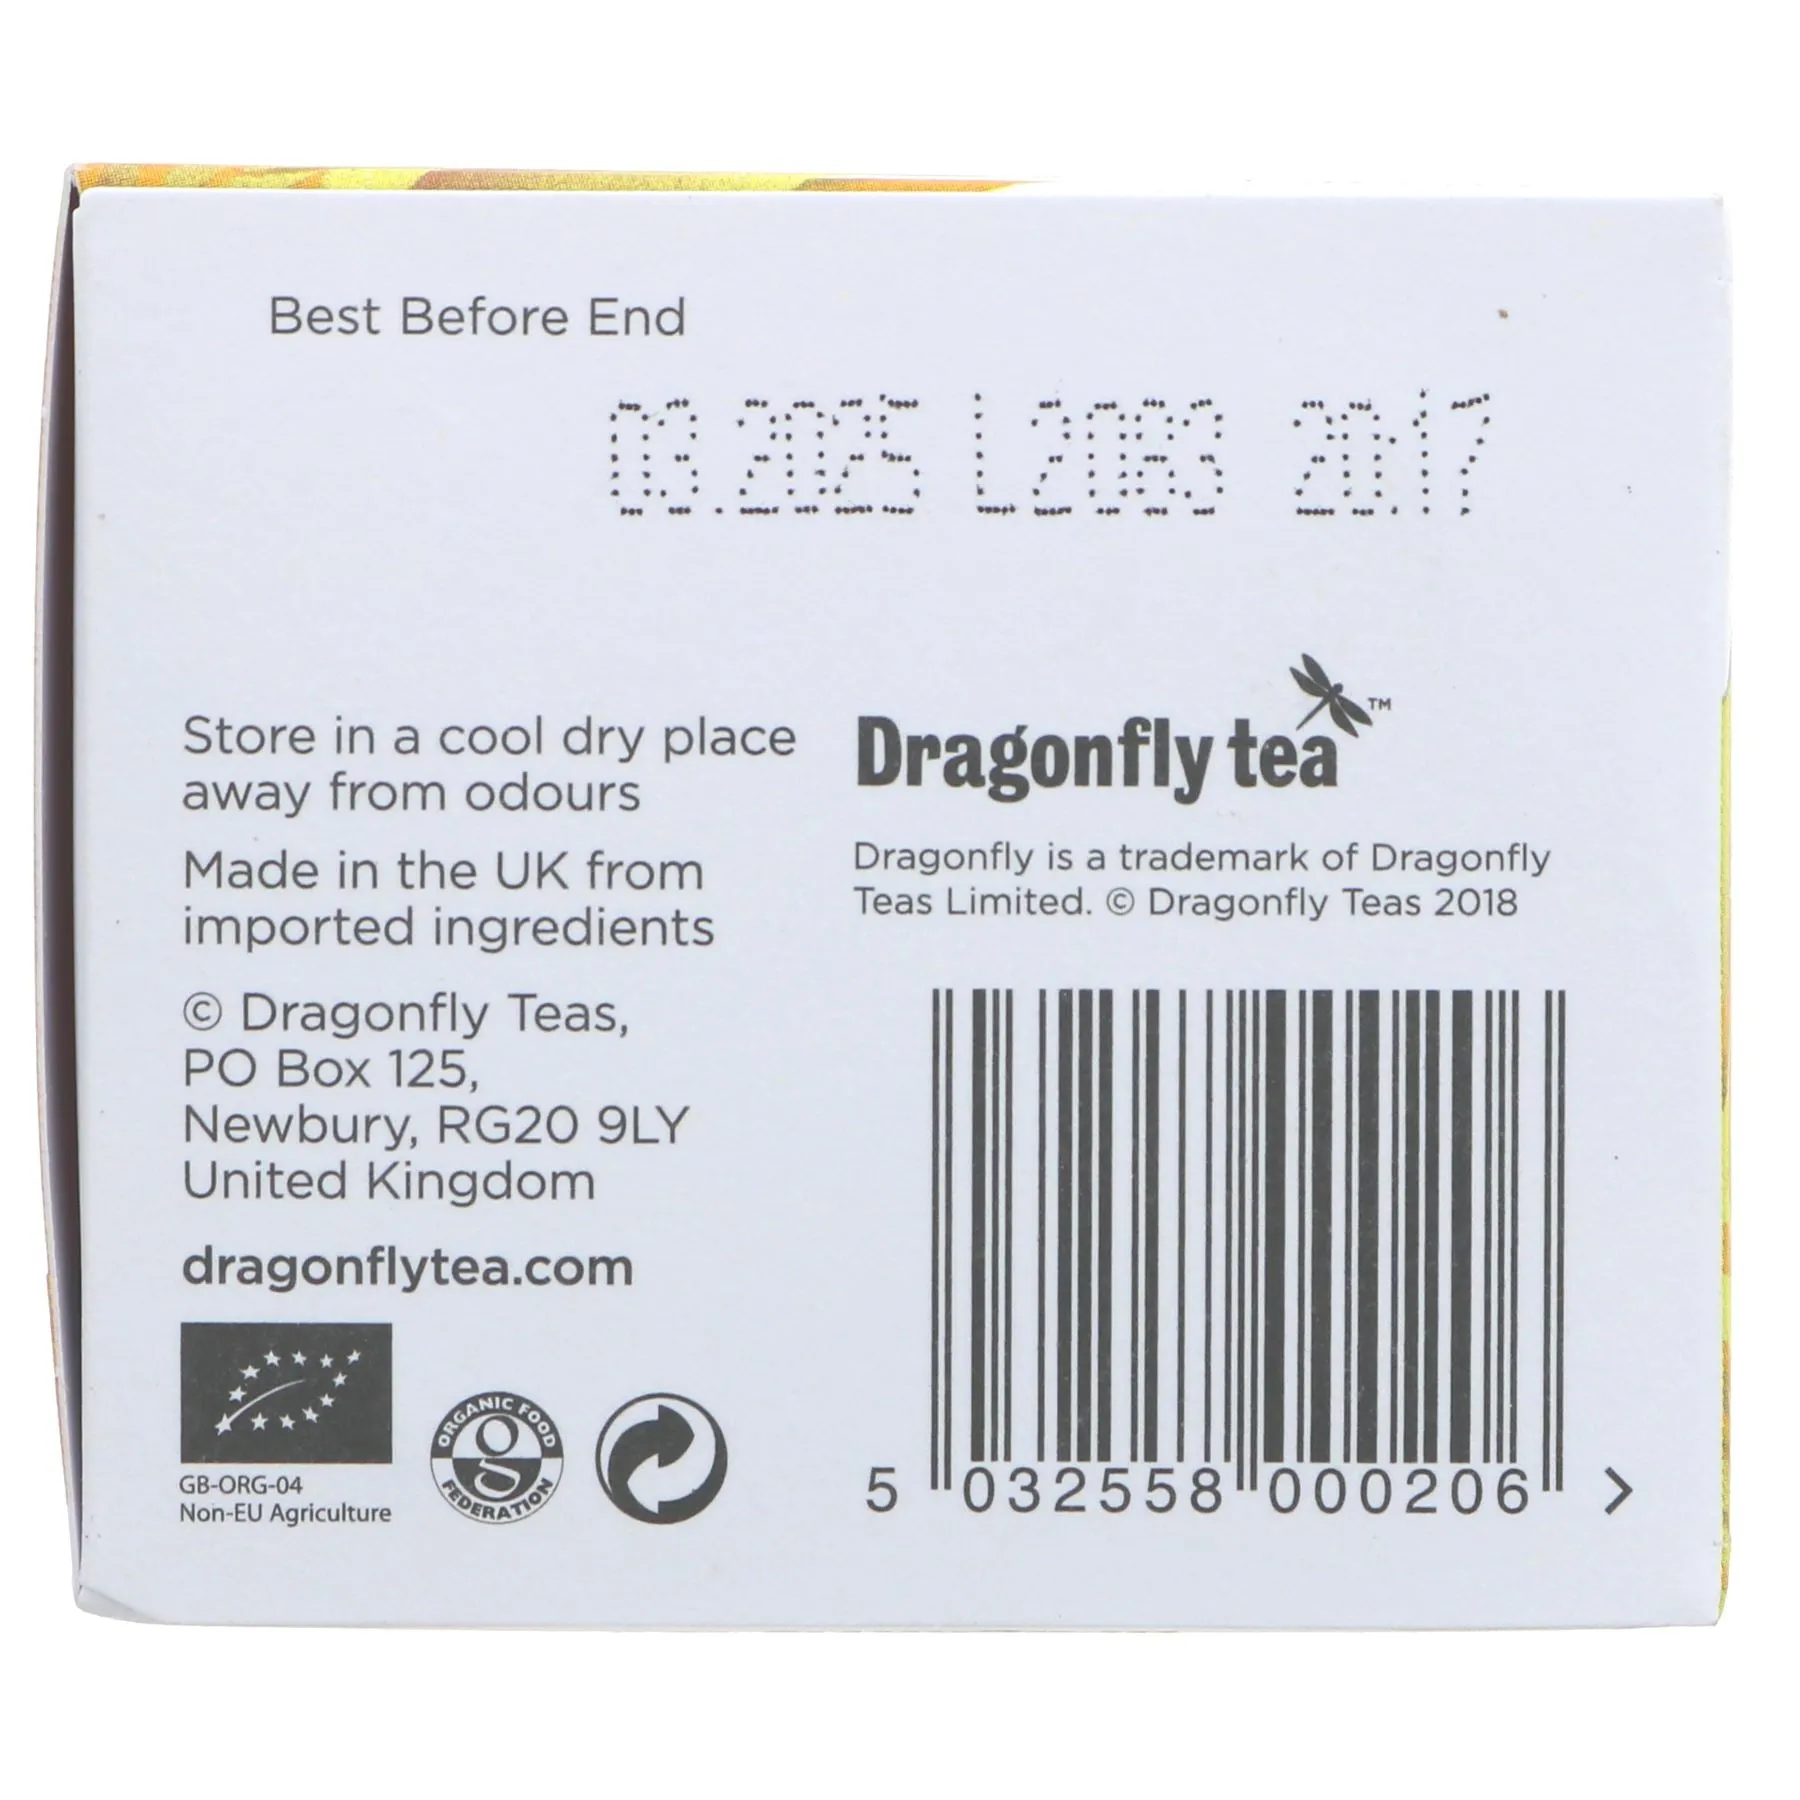 Best Before End
03.2025 L2083 20:17
Store in a cool dry place
away from odours
Made in the UK from
imported ingredients
© Dragonfly Teas,
PO Box 125,
Newbury, RG20 9LY
United Kingdom
dragonflytea.com
GB-ORG-04
Non-EU Agriculture
ORGANIC FOOD
FEDERATION
Dragonfly tea™
Dragonfly is a trademark of Dragonfly
Teas Limited. © Dragonfly Teas 2018
5 032558 000206 >